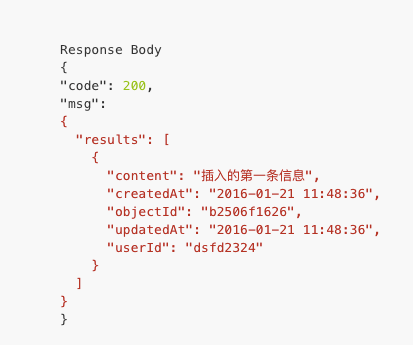 Response Body
{
"code": 200,
"msg":
{
  "results": [
    {
      "content": "插入的第一条信息",
      "createdAt": "2016-01-21 11:48:36",
      "objectId": "b2506f1626",
      "updatedAt": "2016-01-21 11:48:36",
      "userId": "dsfd2324"
    }
  ]
}
}